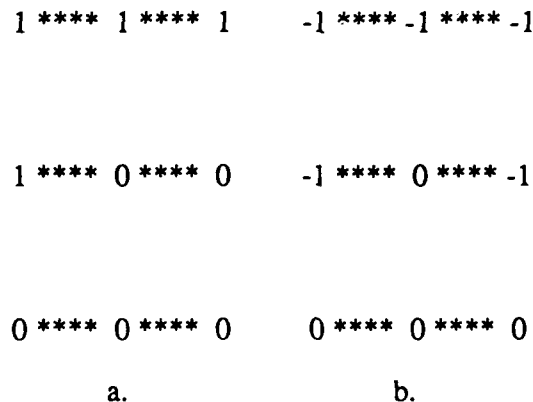 1 **** 1 **** 1 -1 **** -1 **** -1
1 **** 0 **** 0 -1 **** 0 **** -1
0 **** 0 **** 0 0 **** 0 **** 0
a. b.